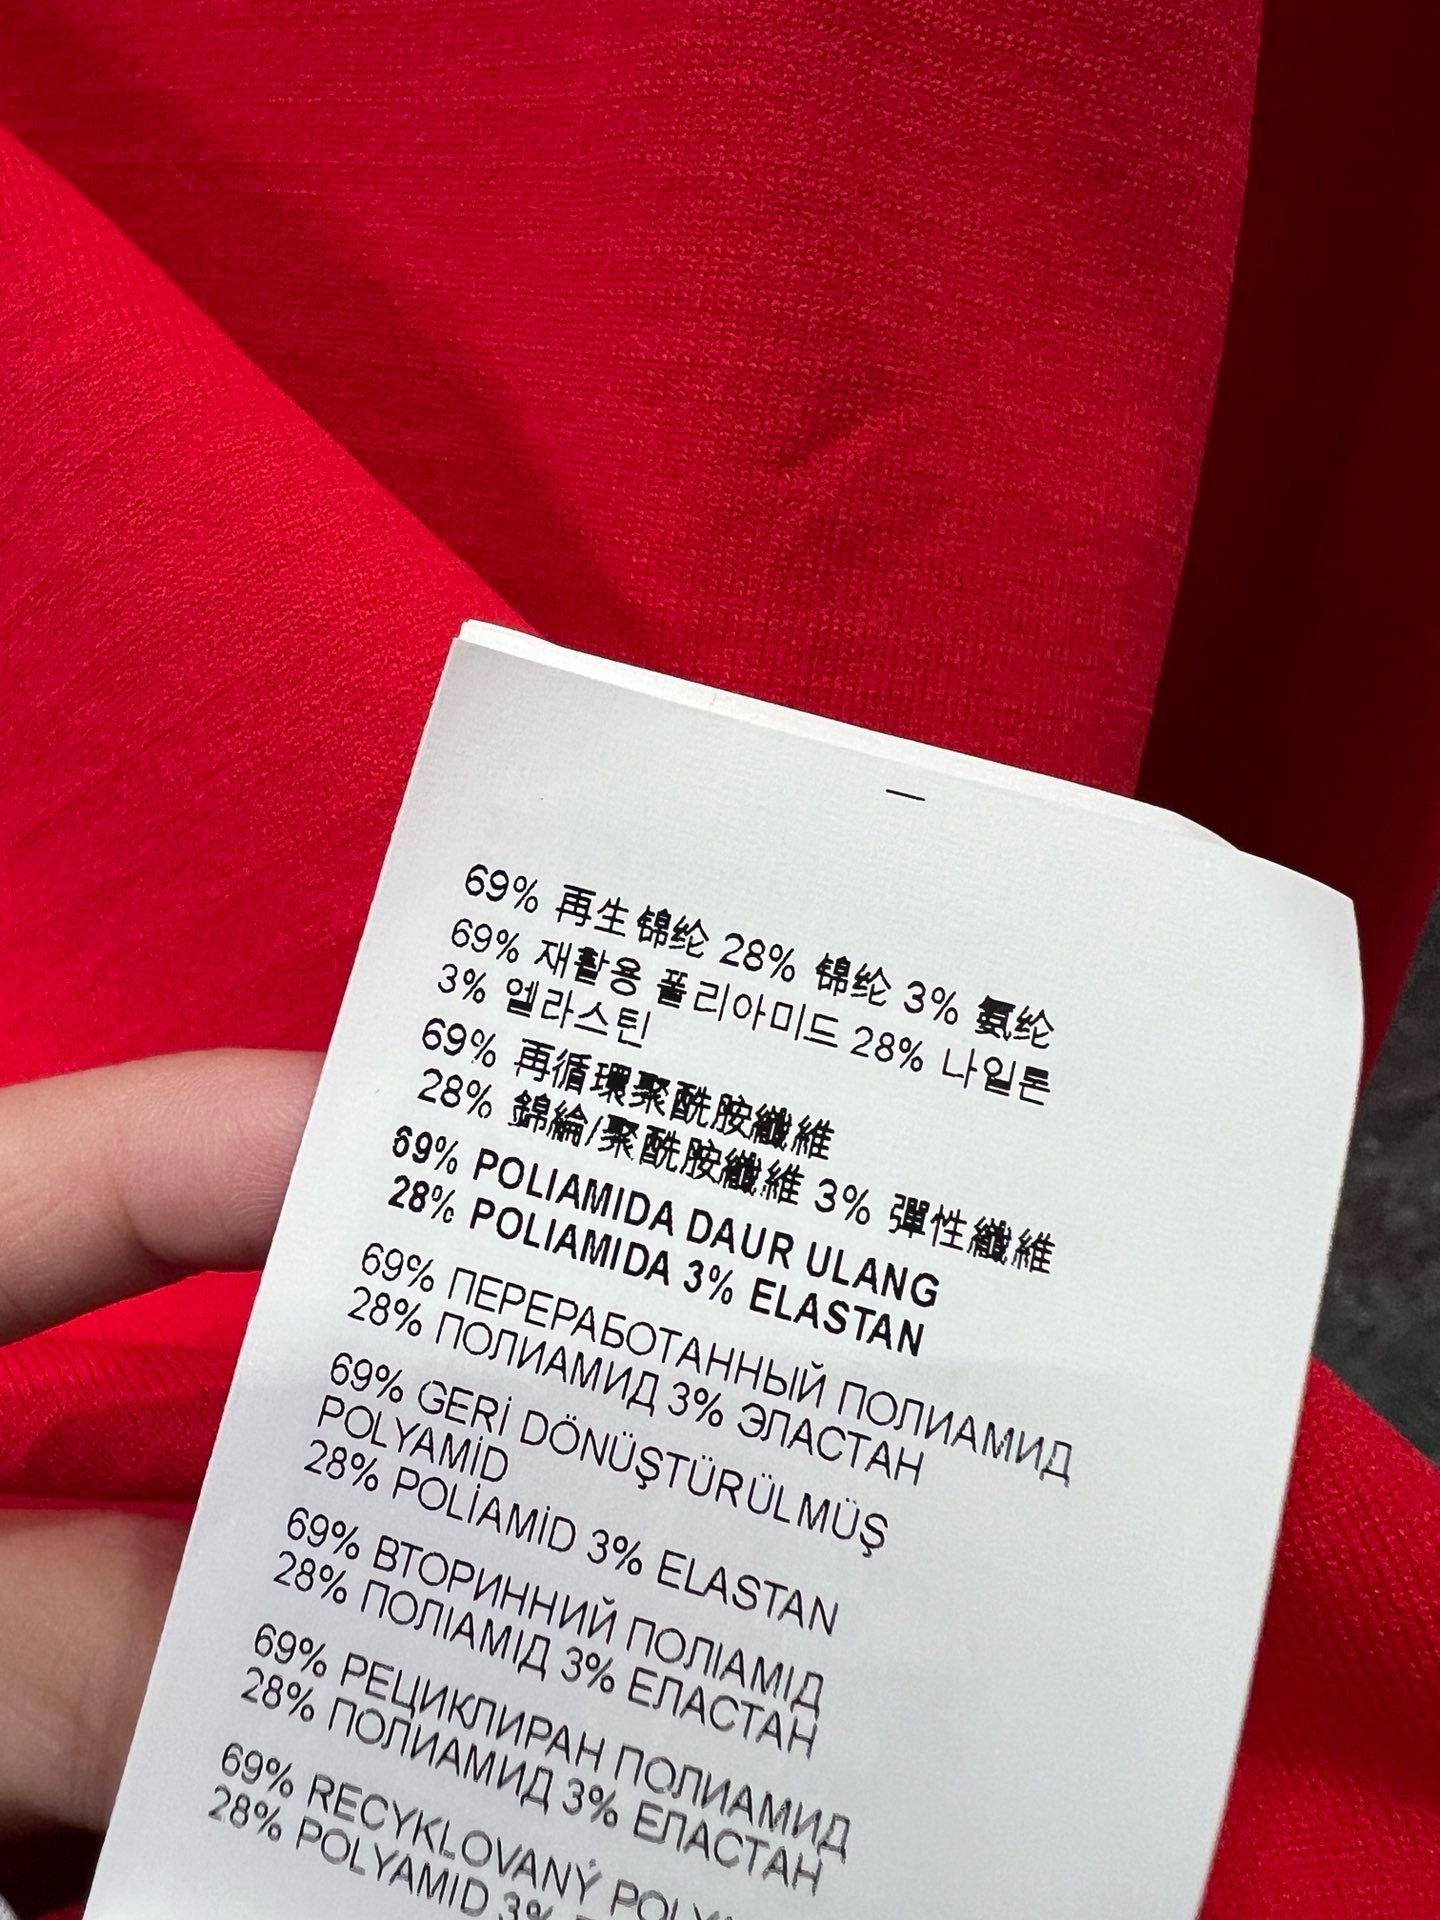 69% 再生锦纶 28% 锦纶 3% 氨纶
69% 재활용 폴리아미드 28% 나일론
3% 엘라스틴
69% 再循環聚酰胺纖維
28% 錦綸/聚酰胺纖維 3% 彈性纖維
69% POLIAMIDA DAUR ULANG
28% POLIAMIDA 3% ELASTAN
69% ПЕРЕРАБОТАННЫЙ ПОЛИАМИД
28% ПОЛИАМИД 3% ЭЛАСТАН
69% GERİ DÖNÜŞTÜRÜLMÜŞ
POLYAMİD
28% POLİAMİD 3% ELASTAN
69% ВТОРИННИЙ ПОЛІАМІД
28% ПОЛІАМІД 3% ЕЛАСТАН
69% РЕЦИКЛИРАН ПОЛИАМИД
28% ПОЛИАМИД 3% ЕЛАСТАН
69% RECYKLOVANÝ
28% POLYAMID 3%